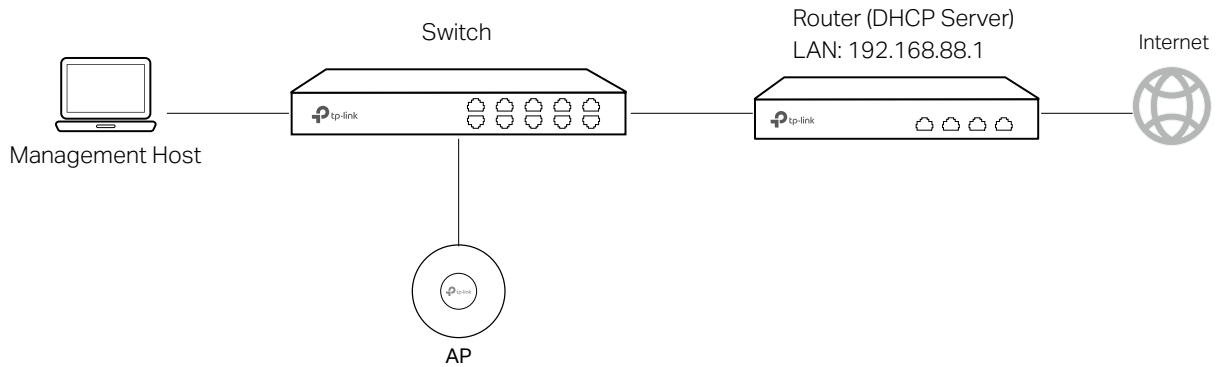 Switch
Router (DHCP Server)
LAN: 192.168.88.1
Internet
tp-link
tp-link
Management Host
tp-link
AP